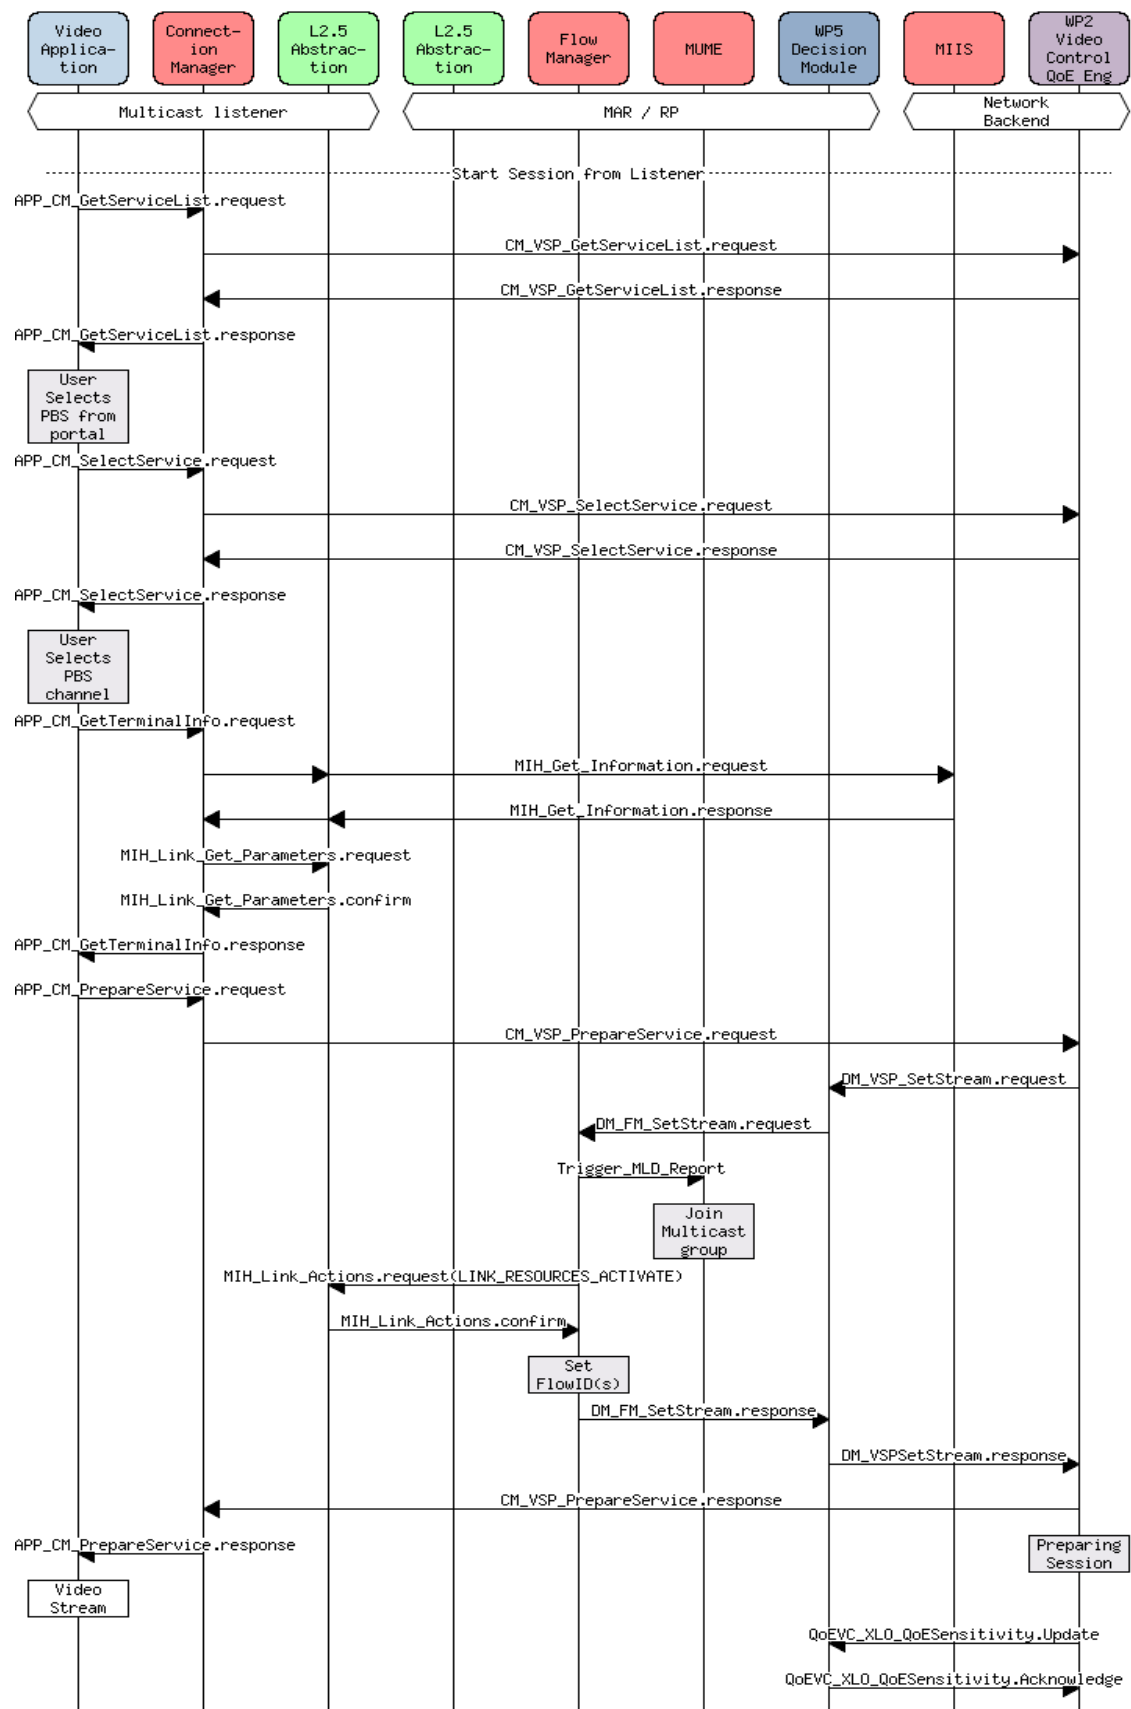 Video
Applica-
tion
Connect-
ion
Manager
L2.5
Abstrac-
tion
L2.5
Abstrac-
tion
Flow
Manager
MUME
WP5
Decision
Module
MIIS
WP2
Video
Control
QoE Eng
Multicast listener
MAR / RP
Network
Backend
Start Session from Listener
APP_CM_GetServiceList.request
CM_VSP_GetServiceList.request
CM_VSP_GetServiceList.response
APP_CM_GetServiceList.response
User
Selects
PBS from
portal
APP_CM_SelectService.request
CM_VSP_SelectService.request
CM_VSP_SelectService.response
APP_CM_SelectService.response
User
Selects
PBS
channel
APP_CM_GetTerminalInfo.request
MIH_Get_Information.request
MIH_Get_Information.response
MIH_Link_Get_Parameters.request
MIH_Link_Get_Parameters.confirm
APP_CM_GetTerminalInfo.response
APP_CM_PrepareService.request
CM_VSP_PrepareService.request
DM_VSP_SetStream.request
DM_FM_SetStream.request
Trigger_MLD_Report
Join
Multicast
group
MIH_Link_Actions.request(LINK_RESOURCES_ACTIVATE)
MIH_Link_Actions.confirm
Set
FlowID(s)
DM_FM_SetStream.response
DM_VSPSetStream.response
CM_VSP_PrepareService.response
APP_CM_PrepareService.response
Preparing
Session
Video
Stream
QoEVC_XLO_QoESensitivity.Update
QoEVC_XLO_QoESensitivity.Acknowledge